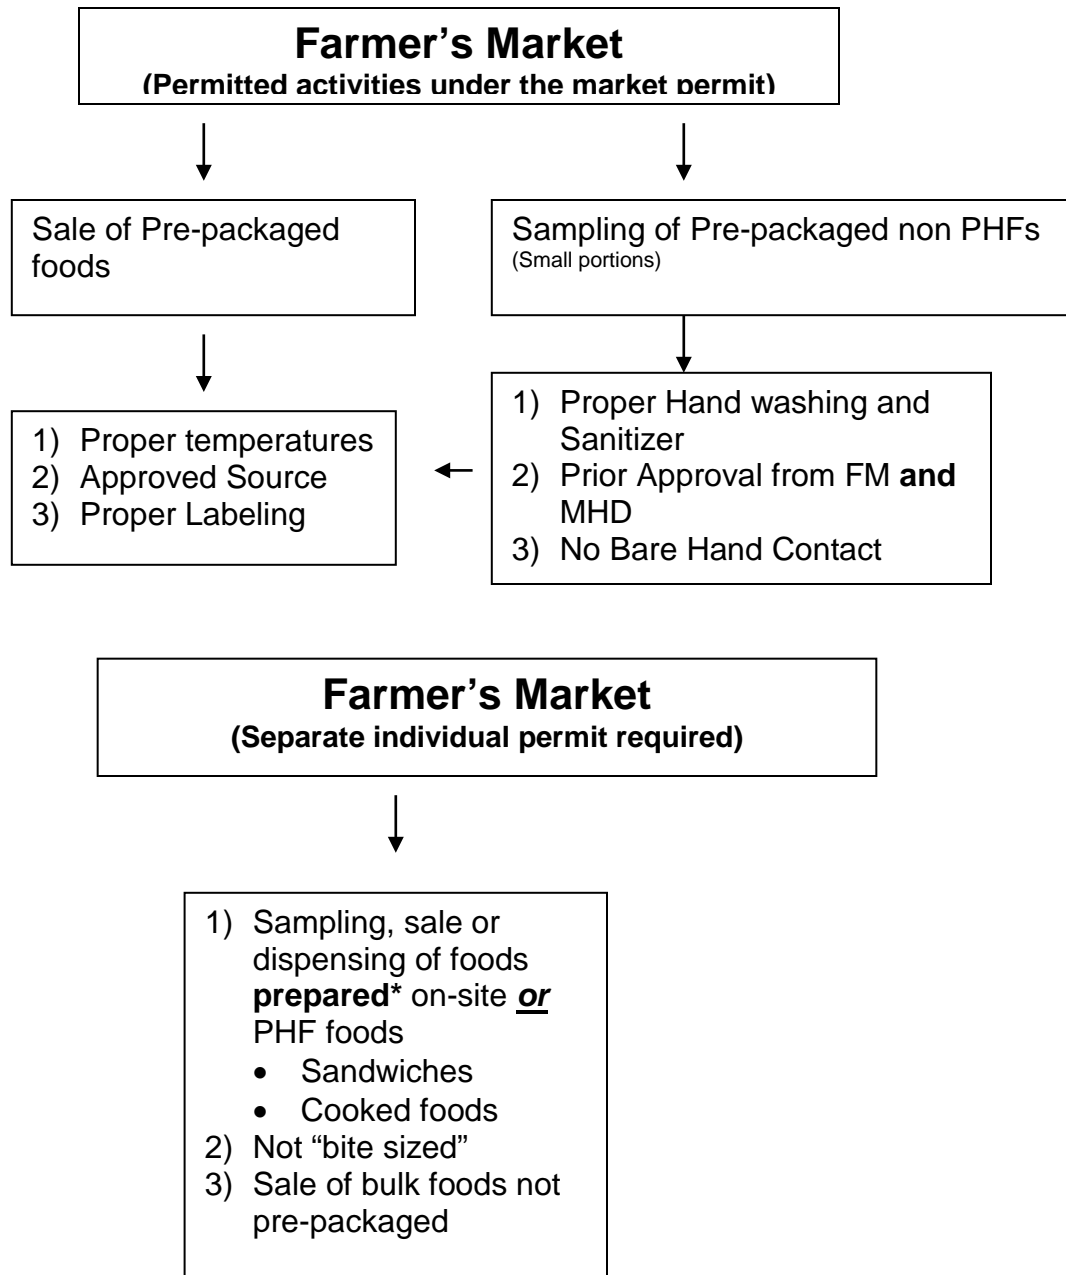 Farmer’s Market
(Permitted activities under the market permit)
Sale of Pre-packaged
foods
Sampling of Pre-packaged non PHFs
(Small portions)
1) Proper temperatures
2) Approved Source
3) Proper Labeling
1) Proper Hand washing and
Sanitizer
2) Prior Approval from FM and
MHD
3) No Bare Hand Contact
Farmer’s Market
(Separate individual permit required)
1) Sampling, sale or
dispensing of foods
prepared* on-site or
PHF foods
• Sandwiches
• Cooked foods
2) Not “bite sized”
3) Sale of bulk foods not
pre-packaged